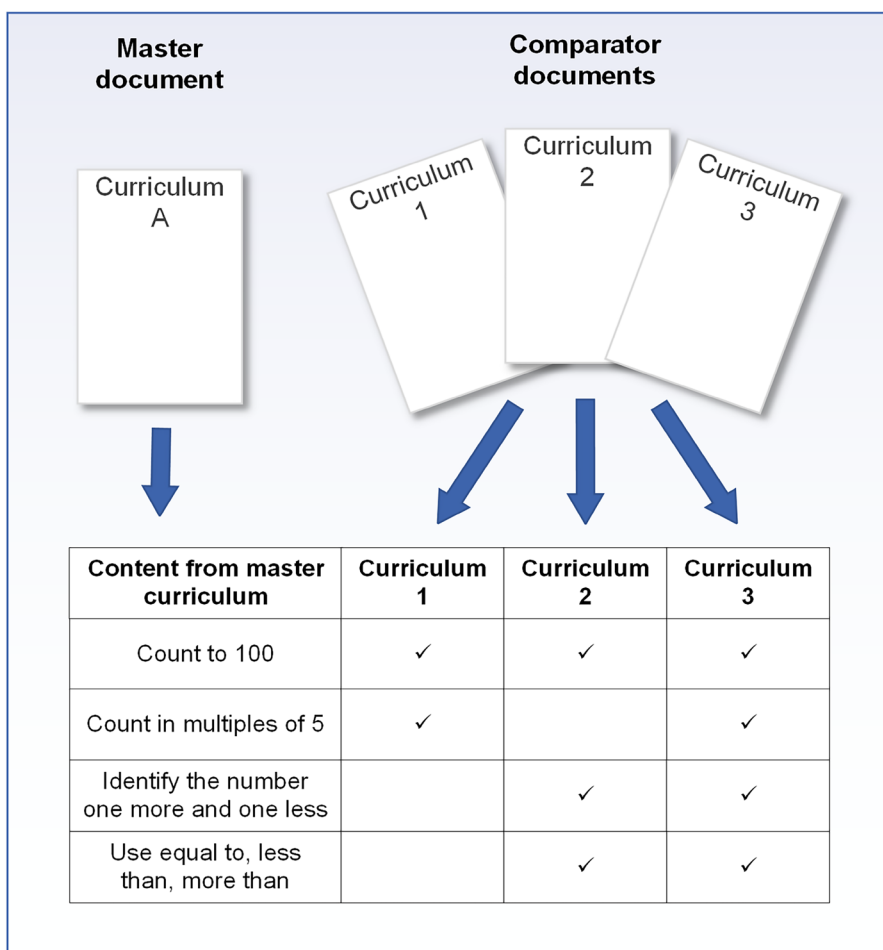 Master
document
Comparator
documents
Curriculum
A
Curriculum
1
Curriculum
2
Curriculum
3
Content from master
curriculum
Curriculum
1
Curriculum
2
Curriculum
3
Count to 100
✓ ✓ ✓
Count in multiples of 5
✓ ✓
Identify the number
one more and one less
✓ ✓
Use equal to, less
than, more than
✓ ✓